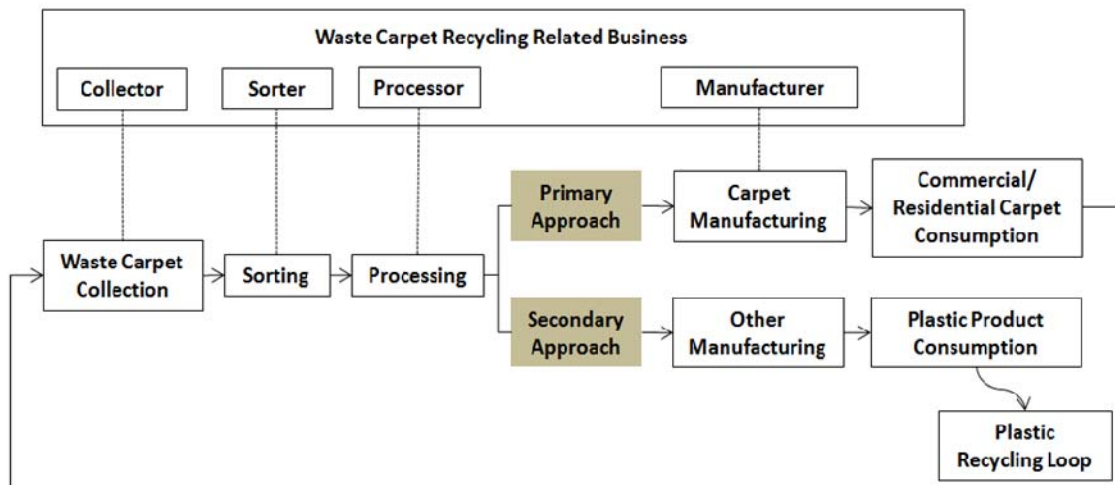 Waste Carpet Recycling Related Business
Collector
Sorter
Processor
Manufacturer
Primary
Approach
Carpet
Manufacturing
Commercial/
Residential Carpet
Consumption
Waste Carpet
Collection
Sorting
Processing
Secondary
Approach
Other
Manufacturing
Plastic Product
Consumption
Plastic
Recycling Loop